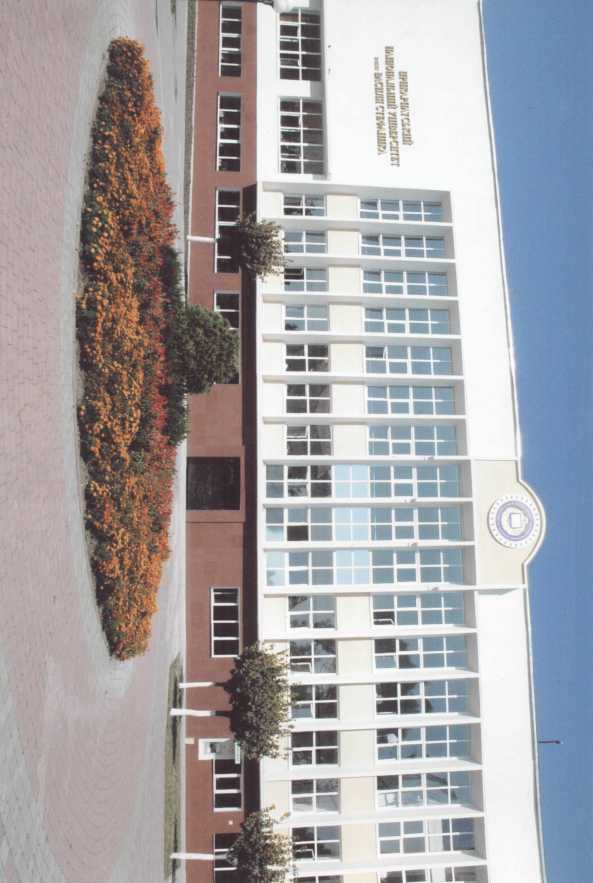 ПРИКАРПАТСЬКИЙ
НАЦІОНАЛЬНИЙ УНІВЕРСИТЕТ
ІМЕНІ ВАСИЛЯ СТЕФАНИКА